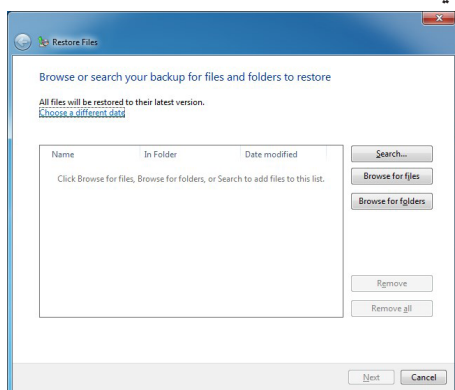 Restore Files
Browse or search your backup for files and folders to restore
All files will be restored to their latest version.
Choose a different date
Name In Folder Date modified
Click Browse for files, Browse for folders, or Search to add files to this list.
Search...
Browse for files
Browse for folders
Remove
Remove all
Next Cancel